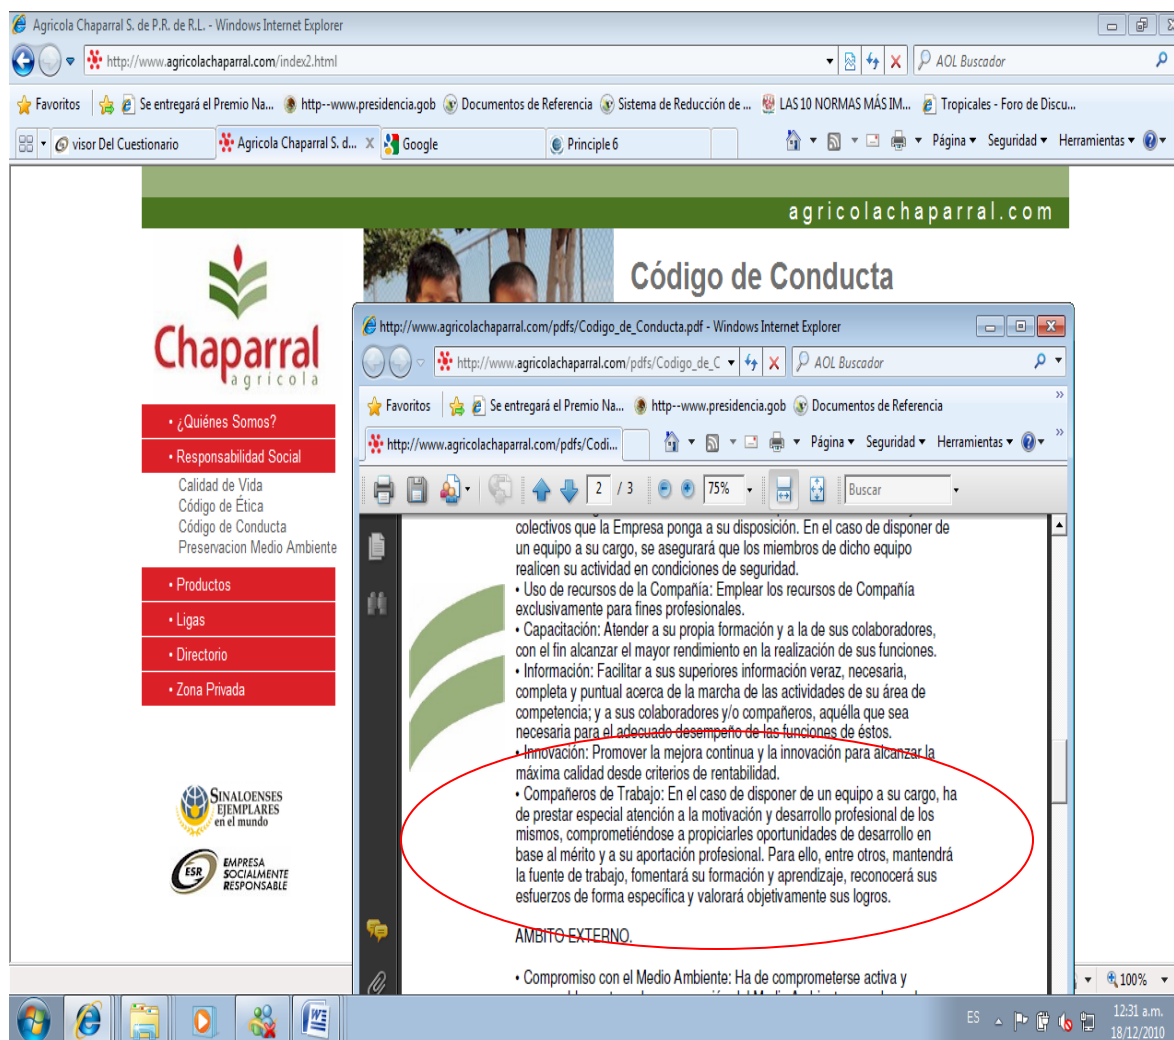 Agricola Chaparral S. de P.R. de R.L. - Windows Internet Explorer
http://www.agricolachaparral.com/index2.html
AOL Buscador
Favoritos
Se entregará el Premio Na...
http--www.presidencia.gob
Documentos de Referencia
Sistema de Reducción de ...
LAS 10 NORMAS MÁS IM...
Tropicales - Foro de Discu...
visor Del Cuestionario
Agricola Chaparral S. d...
Google
Principle 6
Página
Seguridad
Herramientas
agricolachaparral.com
Chaparral
agrícola
Código de Conducta
• ¿Quiénes Somos?
• Responsabilidad Social
Calidad de Vida
Código de Ética
Código de Conducta
Preservacion Medio Ambiente
• Productos
• Ligas
• Directorio
• Zona Privada
SINALOENSES
EJEMPLARES
en el mundo
ESR
EMPRESA
SOCIALMENTE
RESPONSABLE
http://www.agricolachaparral.com/pdfs/Codigo_de_Conducta.pdf - Windows Internet Explorer
http://www.agricolachaparral.com/pdfs/Codigo_de_C
AOL Buscador
Favoritos
Se entregará el Premio Na...
http--www.presidencia.gob
Documentos de Referencia
http://www.agricolachaparral.com/pdfs/Codi...
Página
Seguridad
Herramientas
2 / 3
75%
Buscar
colectivos que la Empresa ponga a su disposición. En el caso de disponer de
un equipo a su cargo, se asegurará que los miembros de dicho equipo
realicen su actividad en condiciones de seguridad.
• Uso de recursos de la Compañía: Emplear los recursos de Compañía
exclusivamente para fines profesionales.
• Capacitación: Atender a su propia formación y a la de sus colaboradores,
con el fin alcanzar el mayor rendimiento en la realización de sus funciones.
• Información: Facilitar a sus superiores información veraz, necesaria,
completa y puntual acerca de la marcha de las actividades de su área de
competencia; y a sus colaboradores y/o compañeros, aquélla que sea
necesaria para el adecuado desempeño de las funciones de éstos.
• Innovación: Promover la mejora continua y la innovación para alcanzar la
máxima calidad desde criterios de rentabilidad.
• Compañeros de Trabajo: En el caso de disponer de un equipo a su cargo, ha
de prestar especial atención a la motivación y desarrollo profesional de los
mismos, comprometiéndose a propiciarles oportunidades de desarrollo en
base al mérito y a su aportación profesional. Para ello, entre otros, mantendrá
la fuente de trabajo, fomentará su formación y aprendizaje, reconocerá sus
esfuerzos de forma específica y valorará objetivamente sus logros.
AMBITO EXTERNO.
• Compromiso con el Medio Ambiente: Ha de comprometerse activa y
100%
ES
12:31 a.m.
18/12/2010